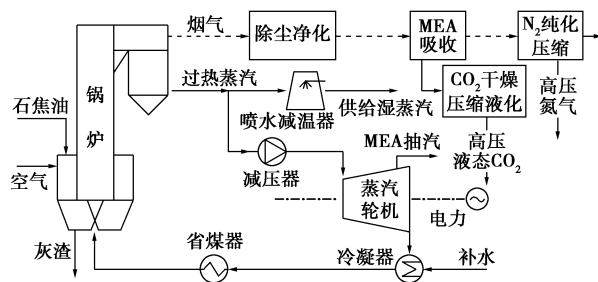 烟气
除尘净化
MEA
吸收
N₂纯化
压缩
锅
炉
过热蒸汽
喷水减温器
供给湿蒸汽
CO₂干燥
压缩液化
高压
氮气
石焦油
空气
减压器
MEA抽汽
高压
液态CO₂
蒸汽
轮机
电力
灰渣
省煤器
冷凝器
补水